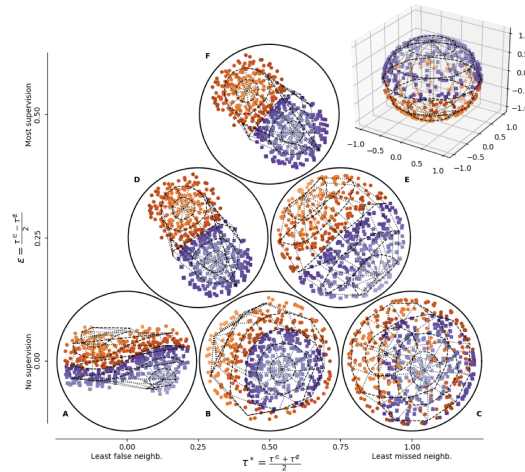 F
1.0
0.5
0.0
−0.5
−1.0
−1.0
−0.5
0.0
0.5
1.0
1.0
0.5
0.0
−0.5
−1.0
Most supervision
0.50
D
E
ε = (τ^∈ − τ^∉)/2
0.25
No supervision
0.00
A
B
C
0.00
0.25
0.50
0.75
1.00
Least false neighb.
Least missed neighb.
τ* = (τ^∈ + τ^∉)/2